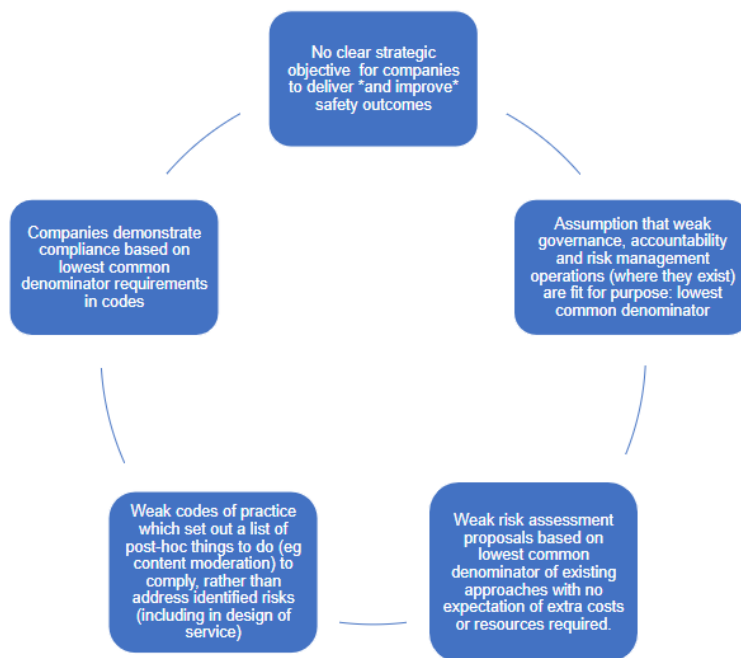 No clear strategic
objective for companies
to deliver *and improve*
safety outcomes
Assumption that weak
governance, accountability
and risk management
operations (where they exist)
are fit for purpose: lowest
common denominator
Weak risk assessment
proposals based on
lowest common
denominator of existing
approaches with no
expectation of extra costs
or resources required.
Weak codes of practice
which set out a list of
post-hoc things to do (eg
content moderation) to
comply, rather than
address identified risks
(including in design of
service)
Companies demonstrate
compliance based on
lowest common
denominator requirements
in codes